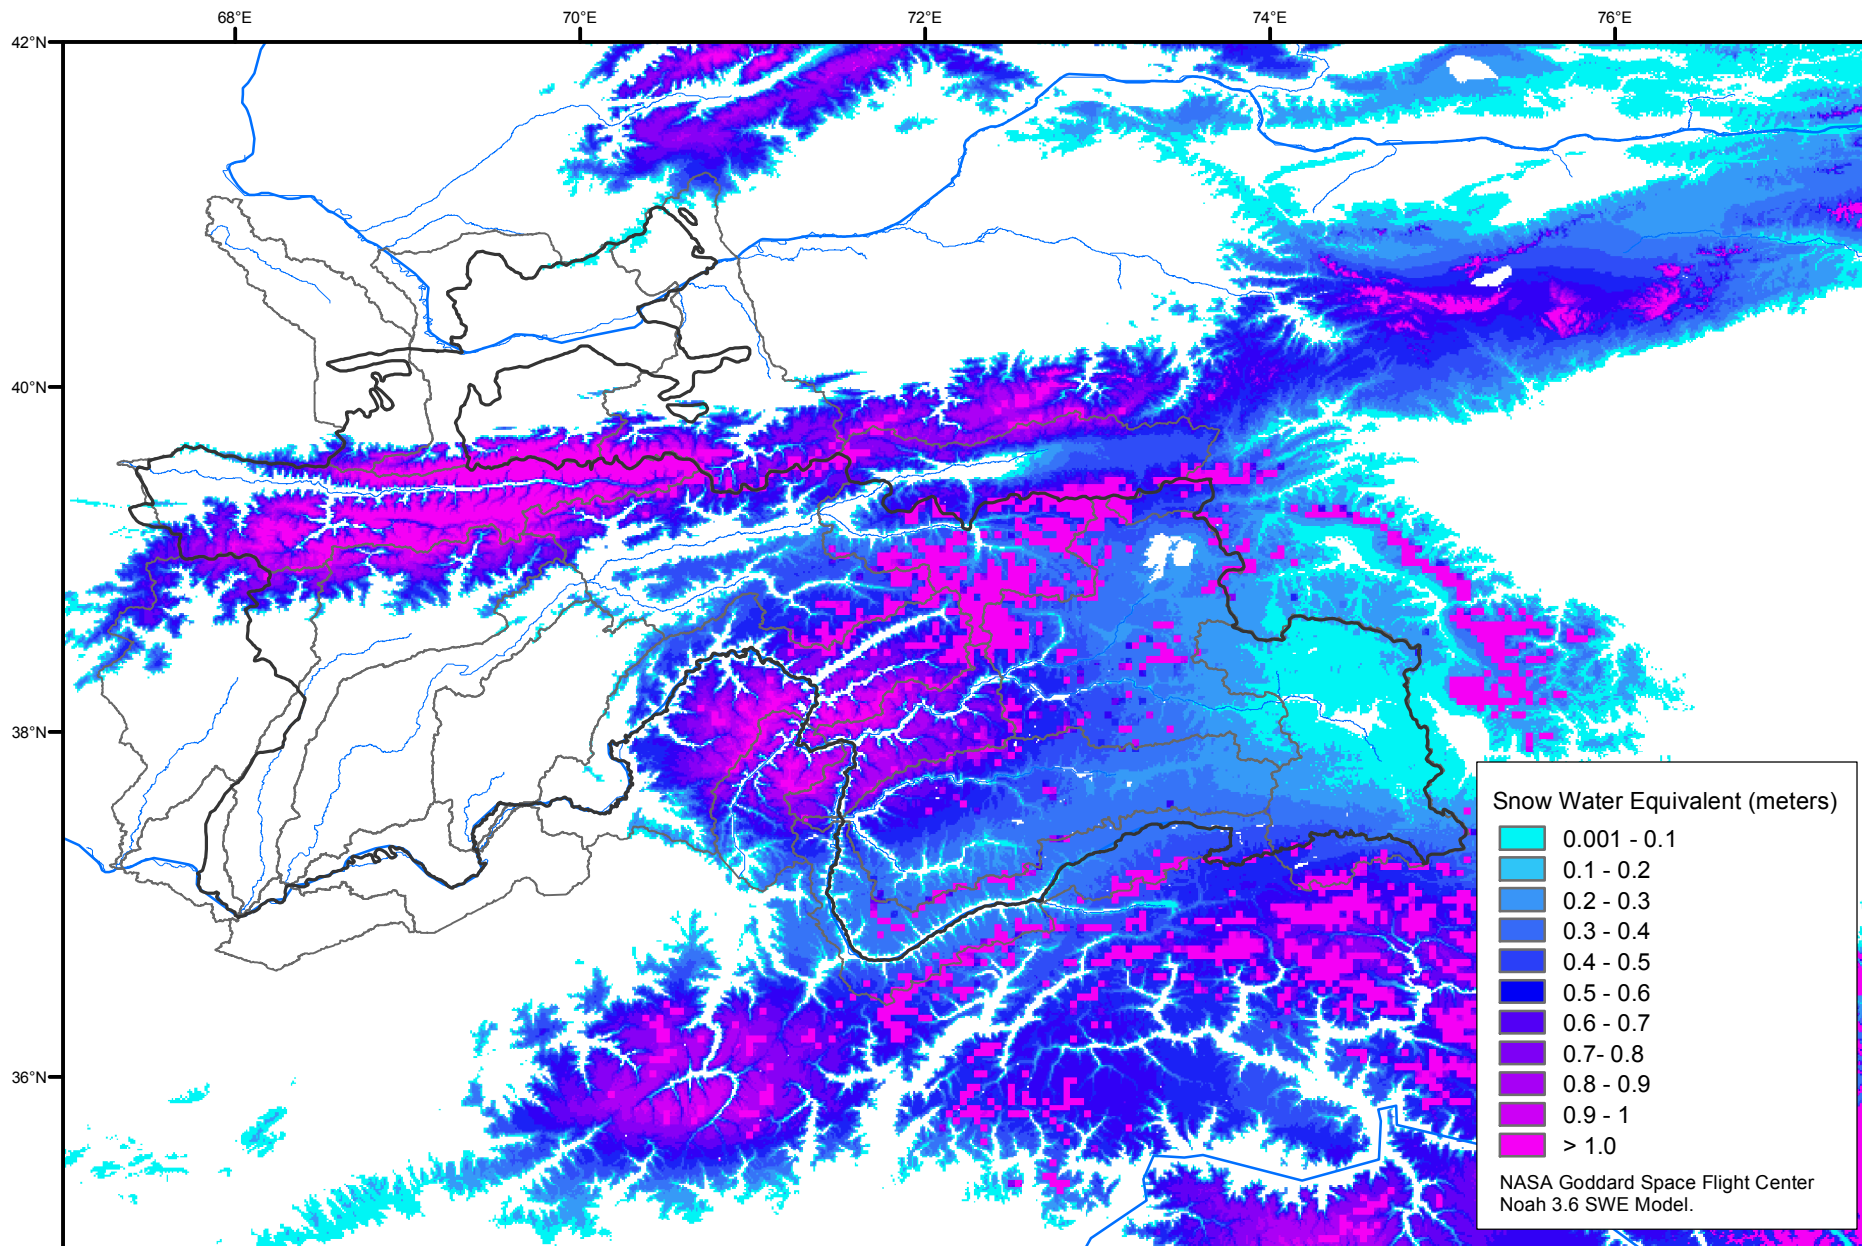 68°E 70°E 72°E 74°E 76°E
42°N
40°N
38°N
36°N
Snow Water Equivalent (meters)
0.001 - 0.1
0.1 - 0.2
0.2 - 0.3
0.3 - 0.4
0.4 - 0.5
0.5 - 0.6
0.6 - 0.7
0.7- 0.8
0.8 - 0.9
0.9 - 1
> 1.0
NASA Goddard Space Flight Center
Noah 3.6 SWE Model.